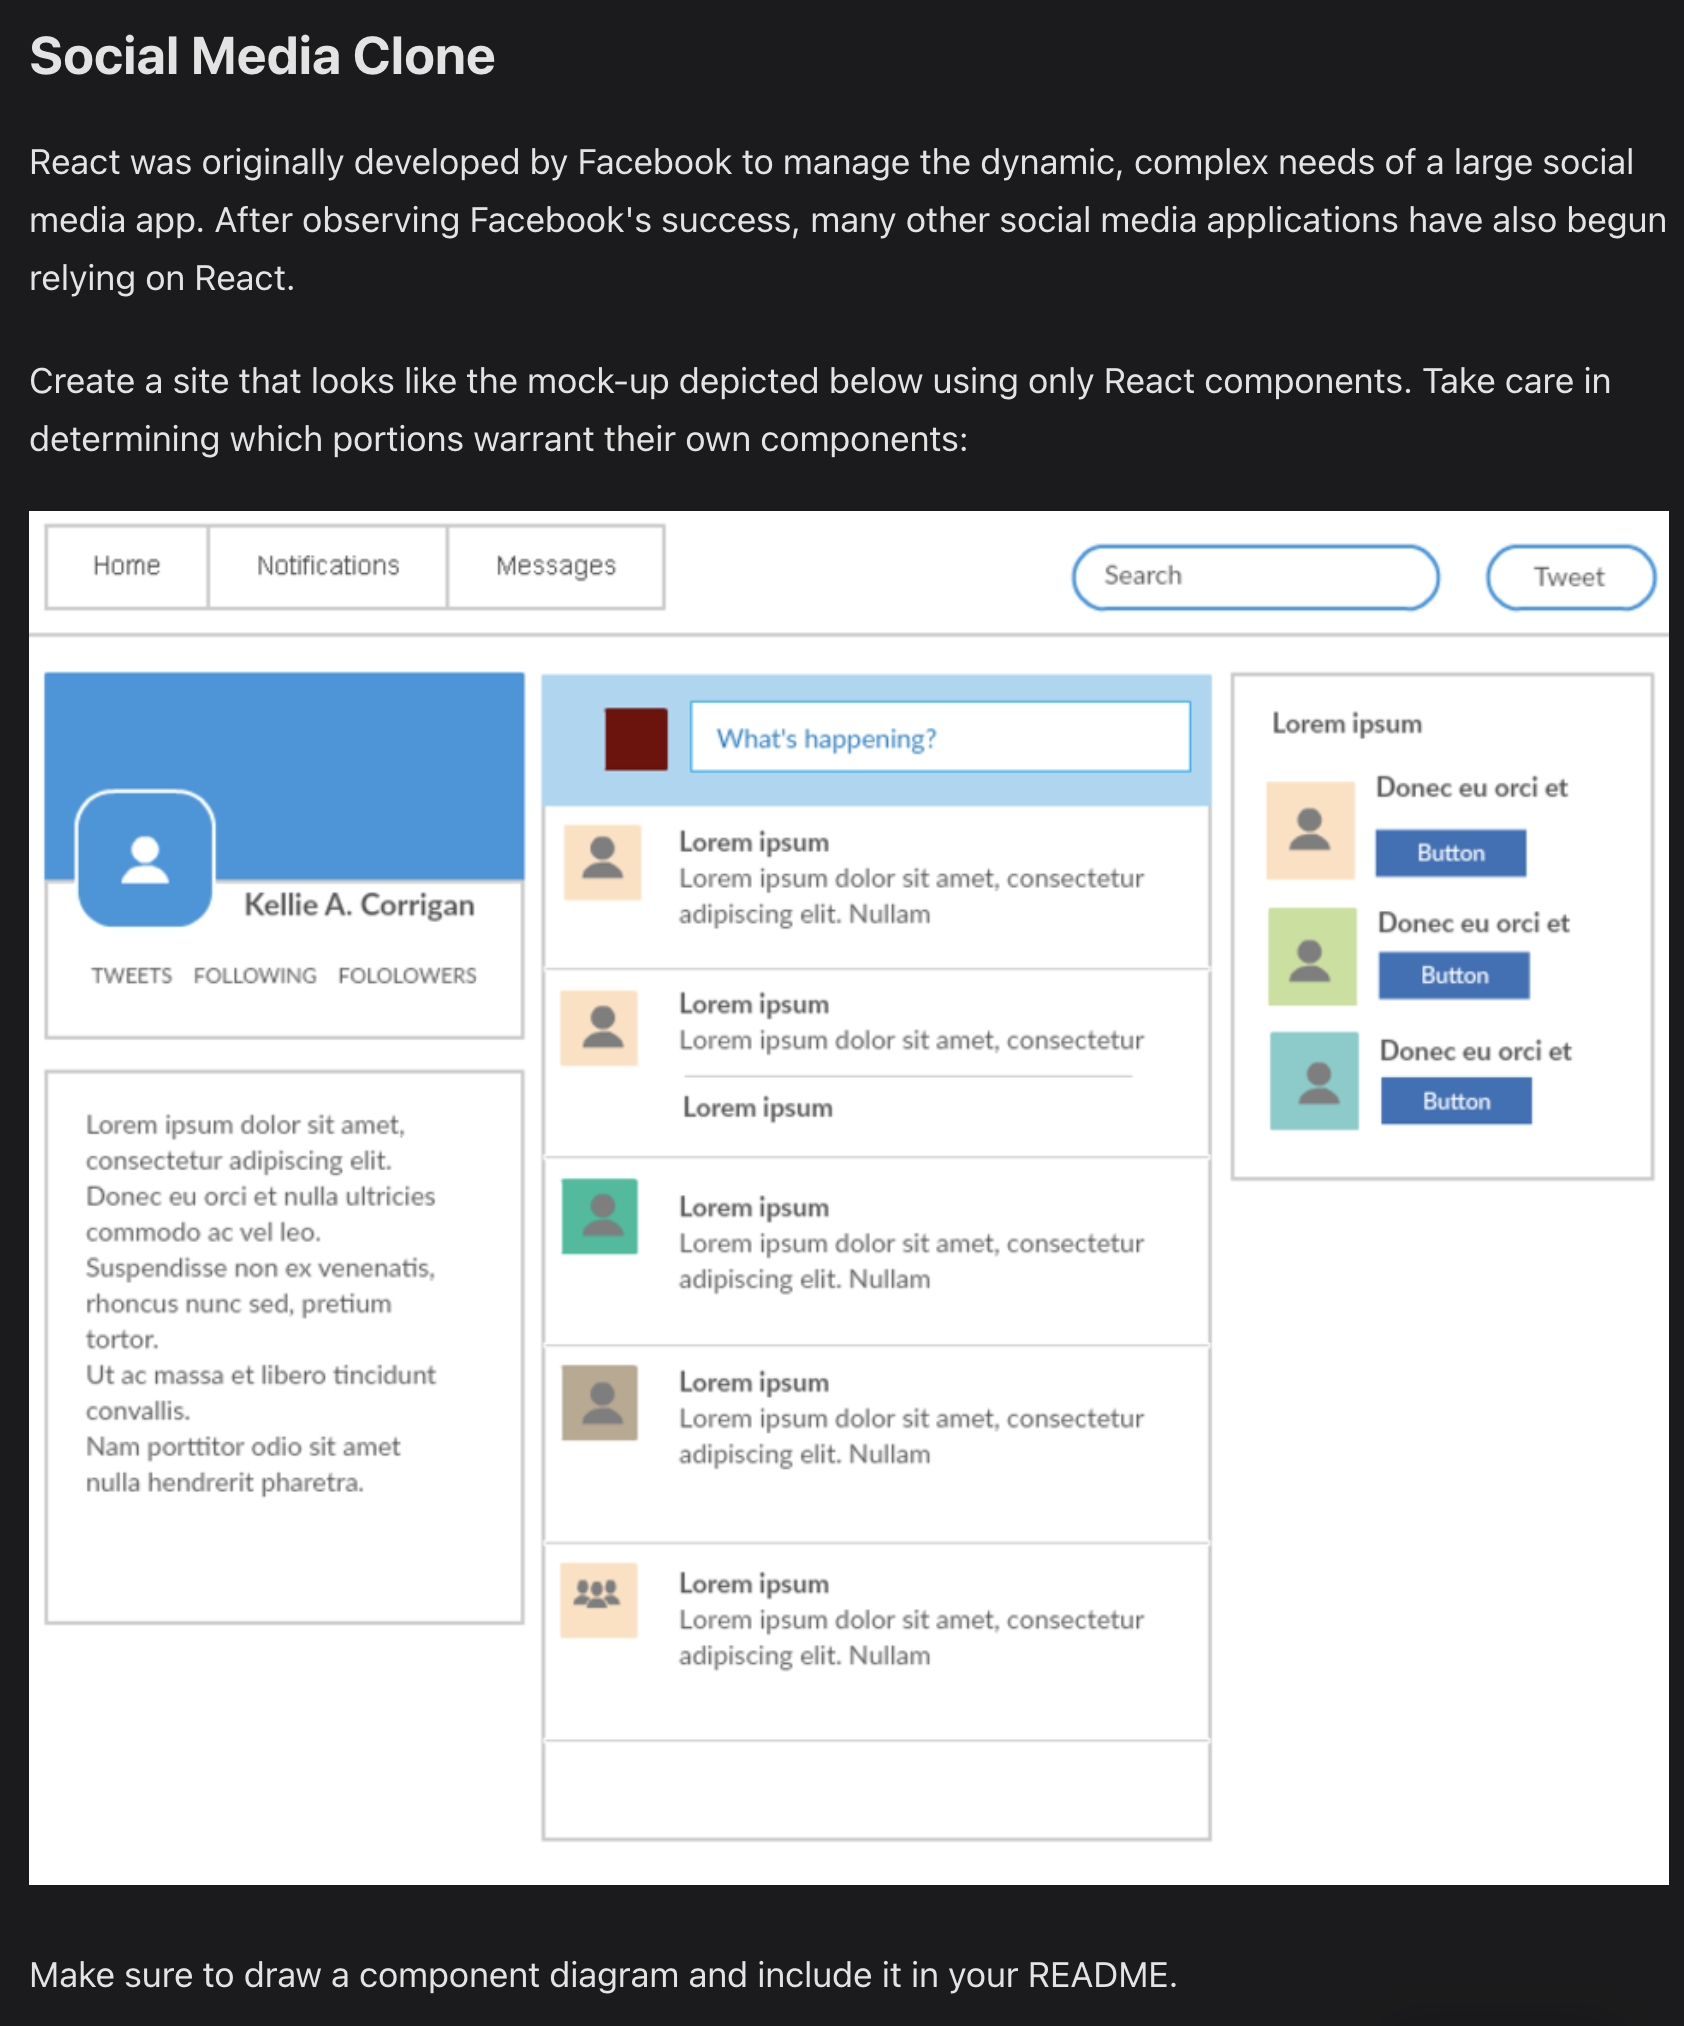 Social Media Clone
React was originally developed by Facebook to manage the dynamic, complex needs of a large social
media app. After observing Facebook's success, many other social media applications have also begun
relying on React.
Create a site that looks like the mock-up depicted below using only React components. Take care in
determining which portions warrant their own components:
Home
Notifications
Messages
Search
Tweet
Kellie A. Corrigan
TWEETS FOLLOWING FOLOLOWERS
Lorem ipsum dolor sit amet,
consectetur adipiscing elit.
Donec eu orci et nulla ultricies
commodo ac vel leo.
Suspendisse non ex venenatis,
rhoncus nunc sed, pretium
tortor.
Ut ac massa et libero tincidunt
convallis.
Nam porttitor odio sit amet
nulla hendrerit pharetra.
What's happening?
Lorem ipsum
Lorem ipsum dolor sit amet, consectetur
adipiscing elit. Nullam
Lorem ipsum
Lorem ipsum dolor sit amet, consectetur
Lorem ipsum
Lorem ipsum
Lorem ipsum dolor sit amet, consectetur
adipiscing elit. Nullam
Lorem ipsum
Lorem ipsum dolor sit amet, consectetur
adipiscing elit. Nullam
Lorem ipsum
Lorem ipsum dolor sit amet, consectetur
adipiscing elit. Nullam
Lorem ipsum
Donec eu orci et
Button
Donec eu orci et
Button
Donec eu orci et
Button
Make sure to draw a component diagram and include it in your README.